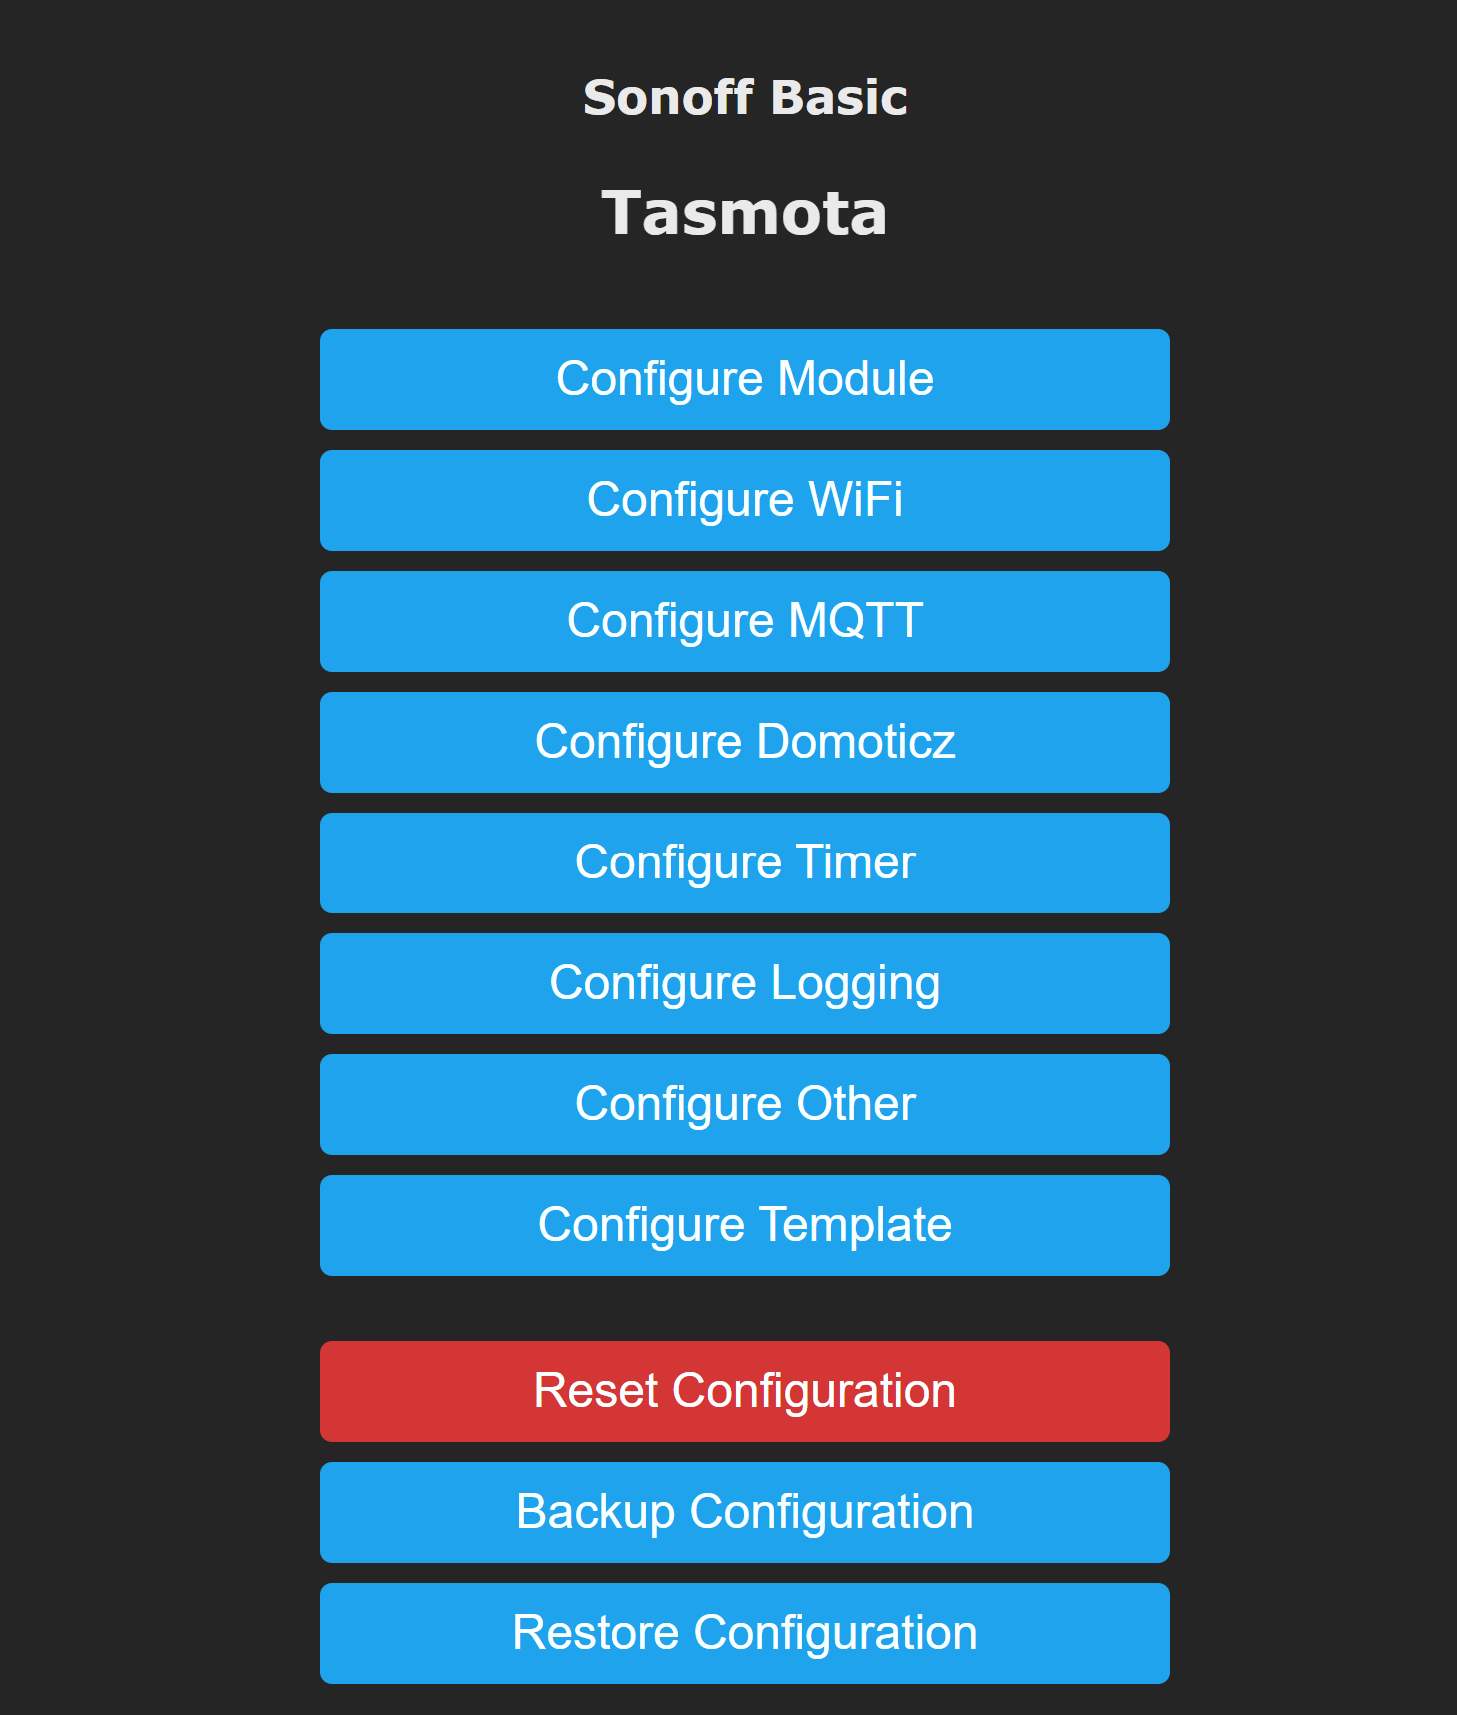 Sonoff Basic
Tasmota
Configure Module
Configure WiFi
Configure MQTT
Configure Domoticz
Configure Timer
Configure Logging
Configure Other
Configure Template
Reset Configuration
Backup Configuration
Restore Configuration